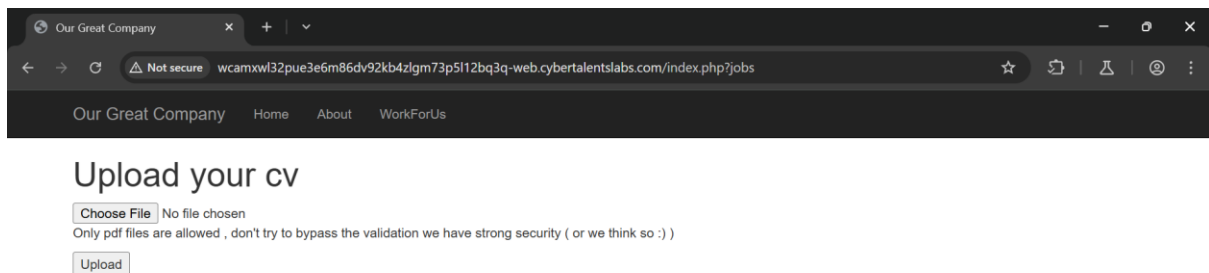 Our Great Company
Not secure wcamxwl32pue3e6m86dv92kb4zlgm73p5l12bq3q-web.cybertalentslabs.com/index.php?jobs
Our Great Company Home About WorkForUs
Upload your cv
Choose File No file chosen
Only pdf files are allowed , don't try to bypass the validation we have strong security ( or we think so :) )
Upload